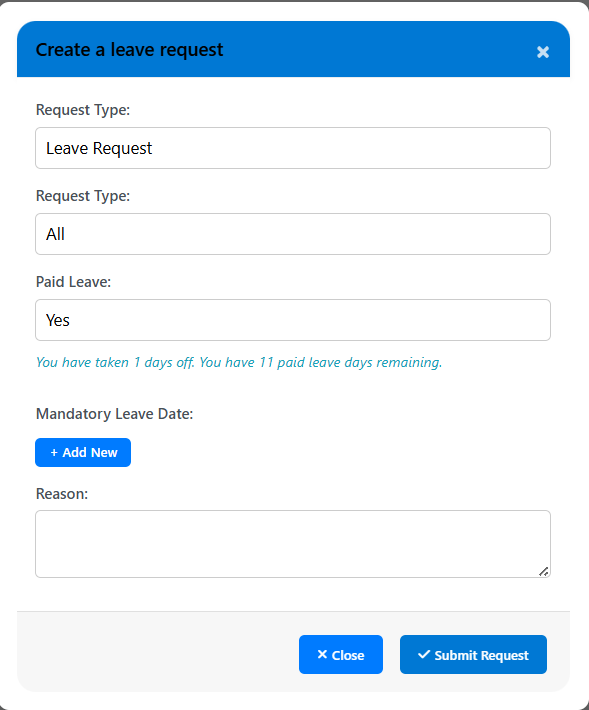 Create a leave request
×
Request Type:
Leave Request
Request Type:
All
Paid Leave:
Yes
You have taken 1 days off. You have 11 paid leave days remaining.
Mandatory Leave Date:
+ Add New
Reason:
× Close
✓ Submit Request